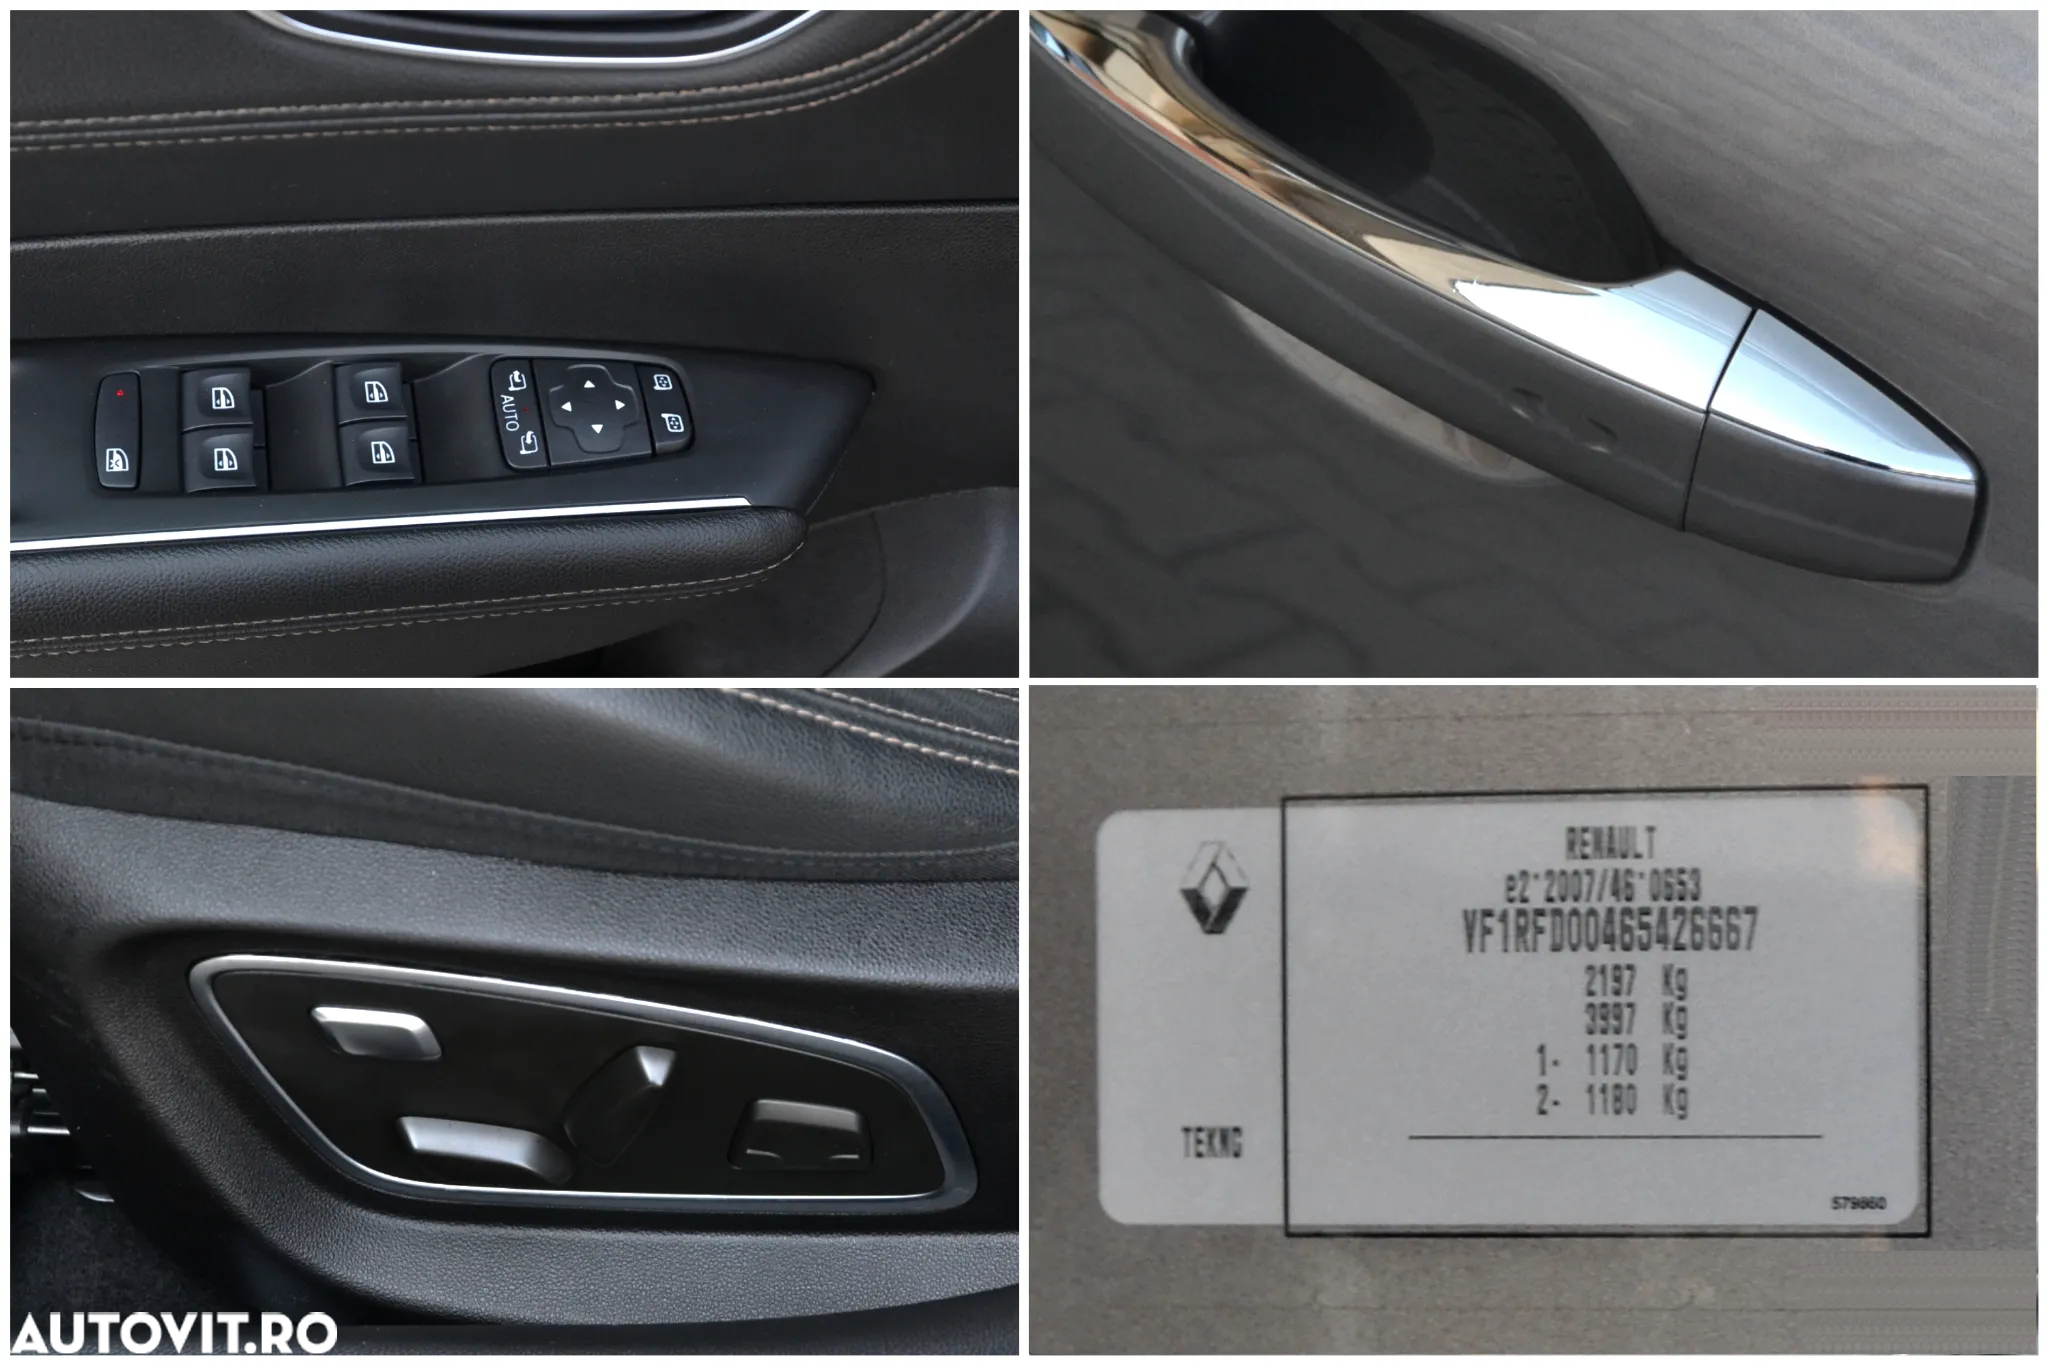 AUTO
RENAULT
e2*2007/46*0653
VF1RFD00465426667
2197 Kg
3997 Kg
1- 1170 Kg
2- 1180 Kg
TEKNG
579860
AUTOVIT.RO